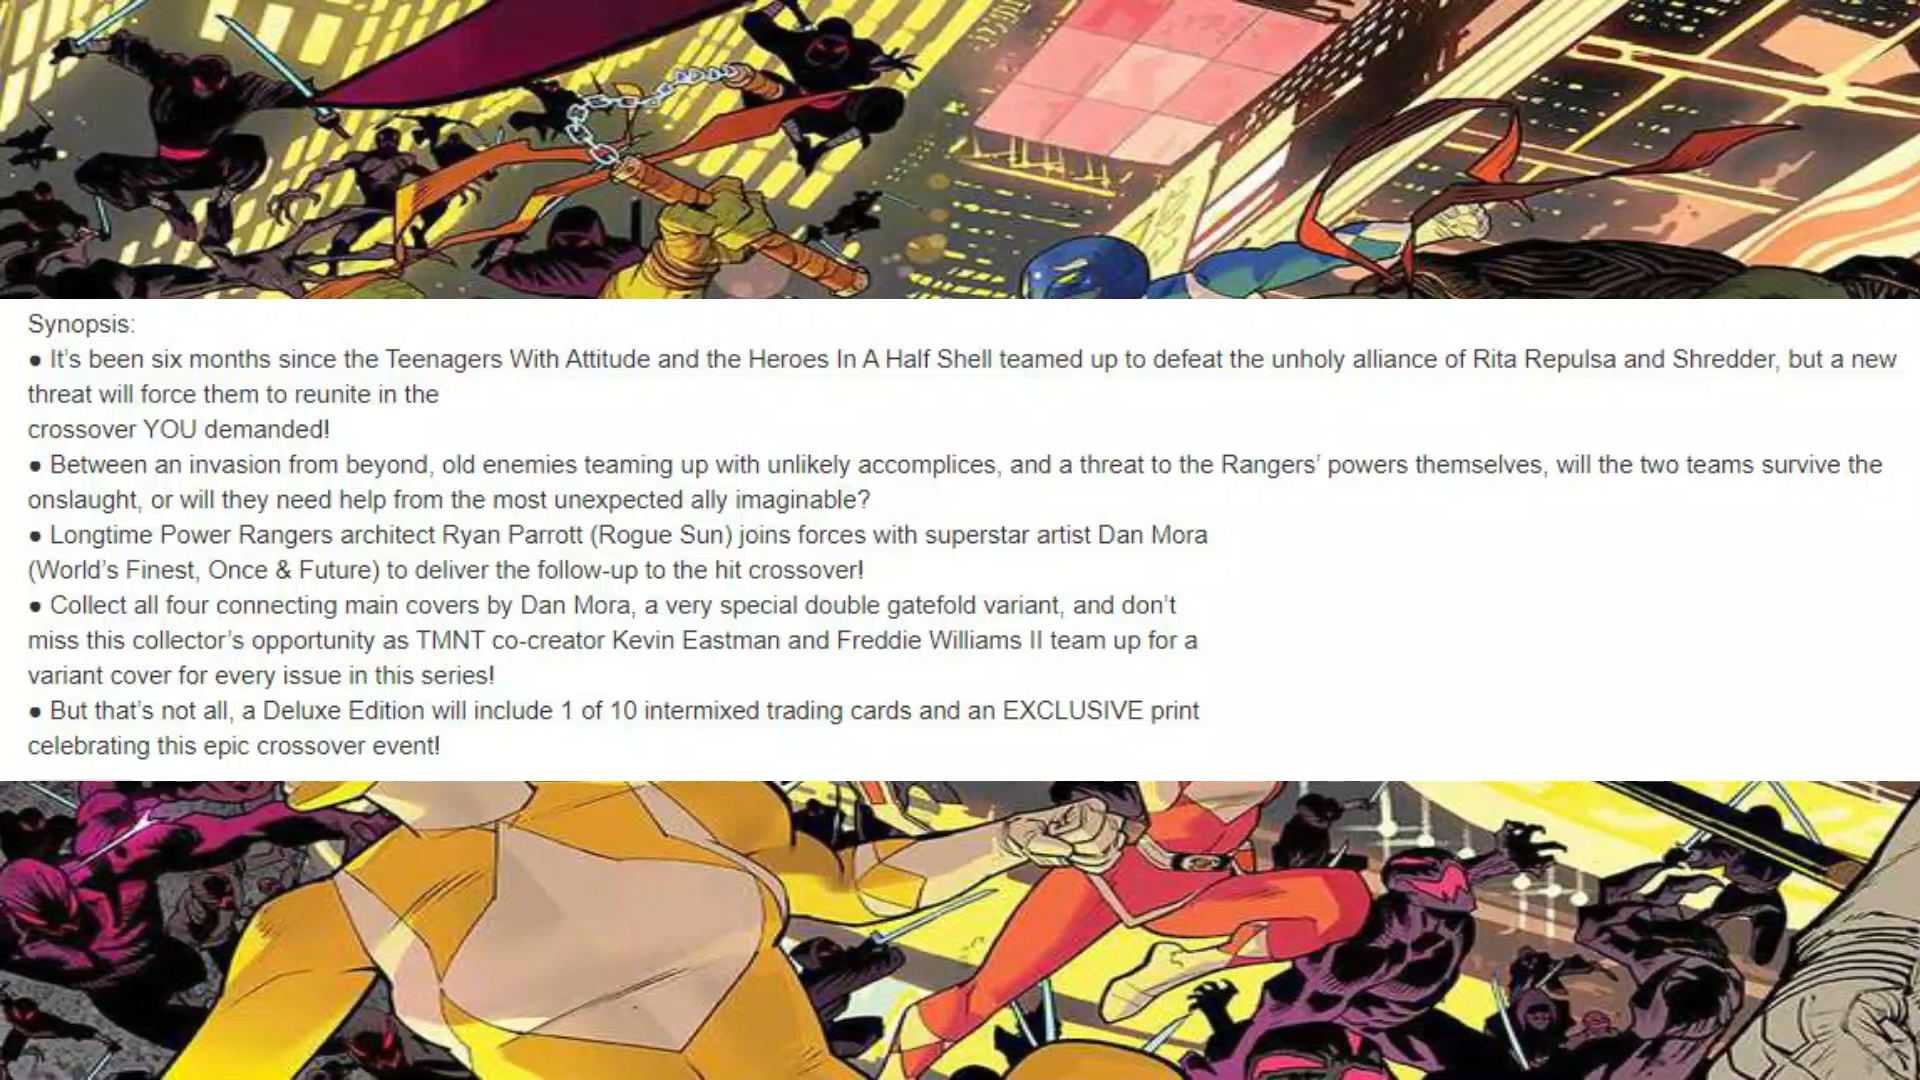 Synopsis:
● It’s been six months since the Teenagers With Attitude and the Heroes In A Half Shell teamed up to defeat the unholy alliance of Rita Repulsa and Shredder, but a new
threat will force them to reunite in the
crossover YOU demanded!
● Between an invasion from beyond, old enemies teaming up with unlikely accomplices, and a threat to the Rangers’ powers themselves, will the two teams survive the
onslaught, or will they need help from the most unexpected ally imaginable?
● Longtime Power Rangers architect Ryan Parrott (Rogue Sun) joins forces with superstar artist Dan Mora
(World’s Finest, Once & Future) to deliver the follow-up to the hit crossover!
● Collect all four connecting main covers by Dan Mora, a very special double gatefold variant, and don’t
miss this collector’s opportunity as TMNT co-creator Kevin Eastman and Freddie Williams II team up for a
variant cover for every issue in this series!
● But that’s not all, a Deluxe Edition will include 1 of 10 intermixed trading cards and an EXCLUSIVE print
celebrating this epic crossover event!